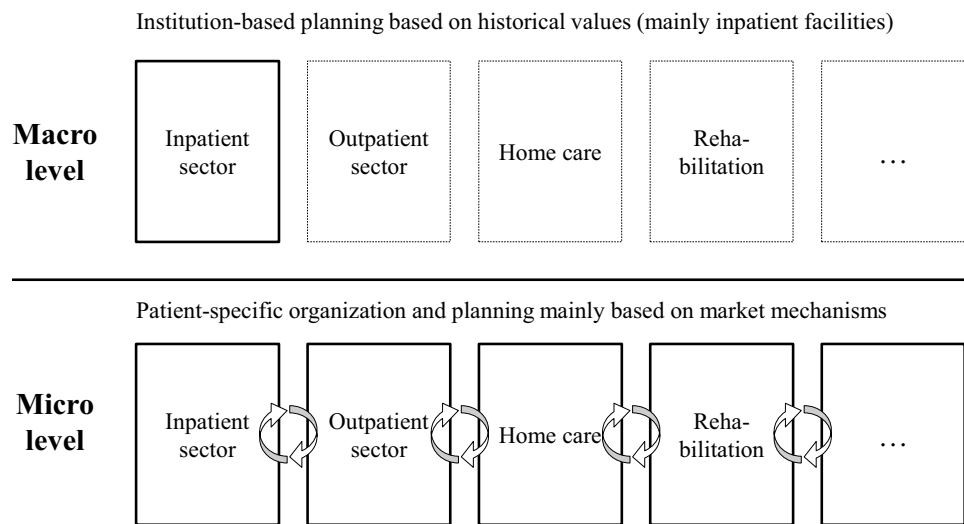 Institution-based planning based on historical values (mainly inpatient facilities)
Macro
level
Inpatient
sector
Outpatient
sector
Home care
Reha-
bilitation
...
Patient-specific organization and planning mainly based on market mechanisms
Micro
level
Inpatient
sector
Outpatient
sector
Home care
Reha-
bilitation
...